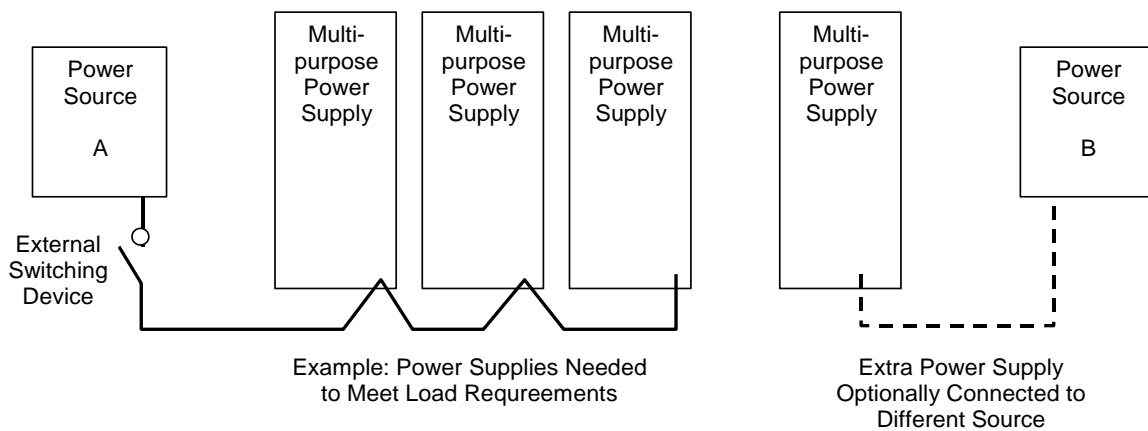 Power
Source
A
External
Switching
Device
Multi-
purpose
Power
Supply
Multi-
purpose
Power
Supply
Multi-
purpose
Power
Supply
Multi-
purpose
Power
Supply
Power
Source
B
Example: Power Supplies Needed
to Meet Load Requreements
Extra Power Supply
Optionally Connected to
Different Source